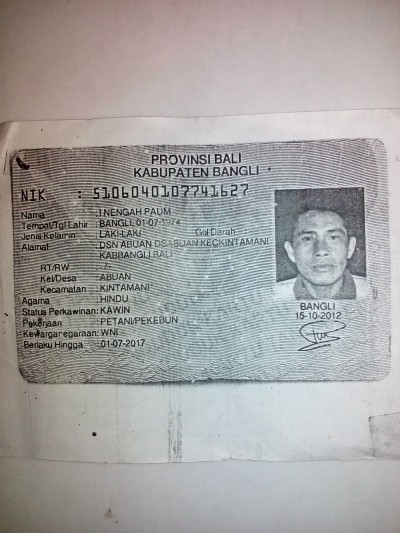 PROVINSI BALI
KABUPATEN BANGLI
NIK : 5106040107741627
Nama : I NENGAH PAUM
Tempat/Tgl Lahir : BANGLI, 01-07-1974
Jenis Kelamin : LAKI-LAKI Gol Darah :
Alamat : DSN ABUAN DSABUAN KECKINTAMANI
KABBANGLI BALI
RT/RW : -/-
Kel/Desa : ABUAN
Kecamatan : KINTAMANI
Agama : HINDU
Status Perkawinan: KAWIN
Pekerjaan : PETANI/PEKEBUN
Kewarganegaraan: WNI
Berlaku Hingga : 01-07-2017
BANGLI
15-10-2012